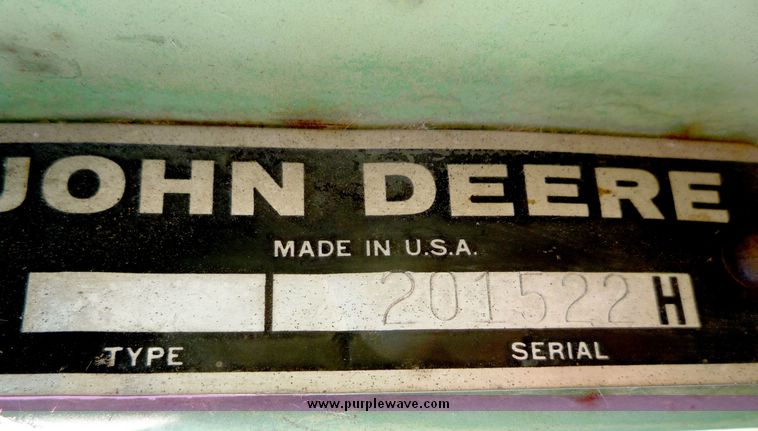 JOHN DEERE
MADE IN U.S.A.
201522 H
TYPE SERIAL
www.purplewave.com